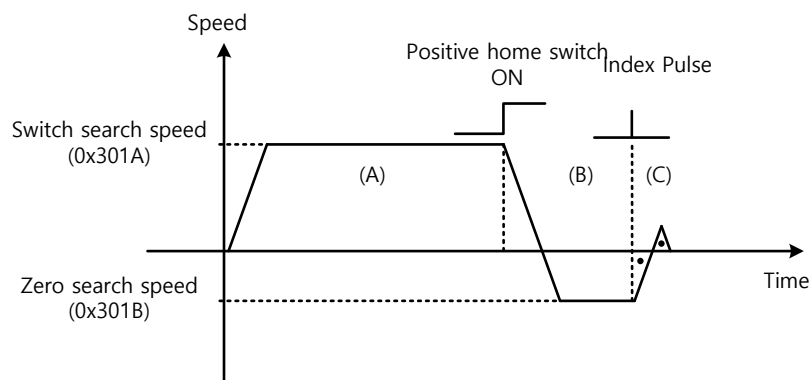 Speed
Positive home switch
ON
Index Pulse
Switch search speed
(0x301A)
(A)
(B)
(C)
Zero search speed
(0x301B)
Time